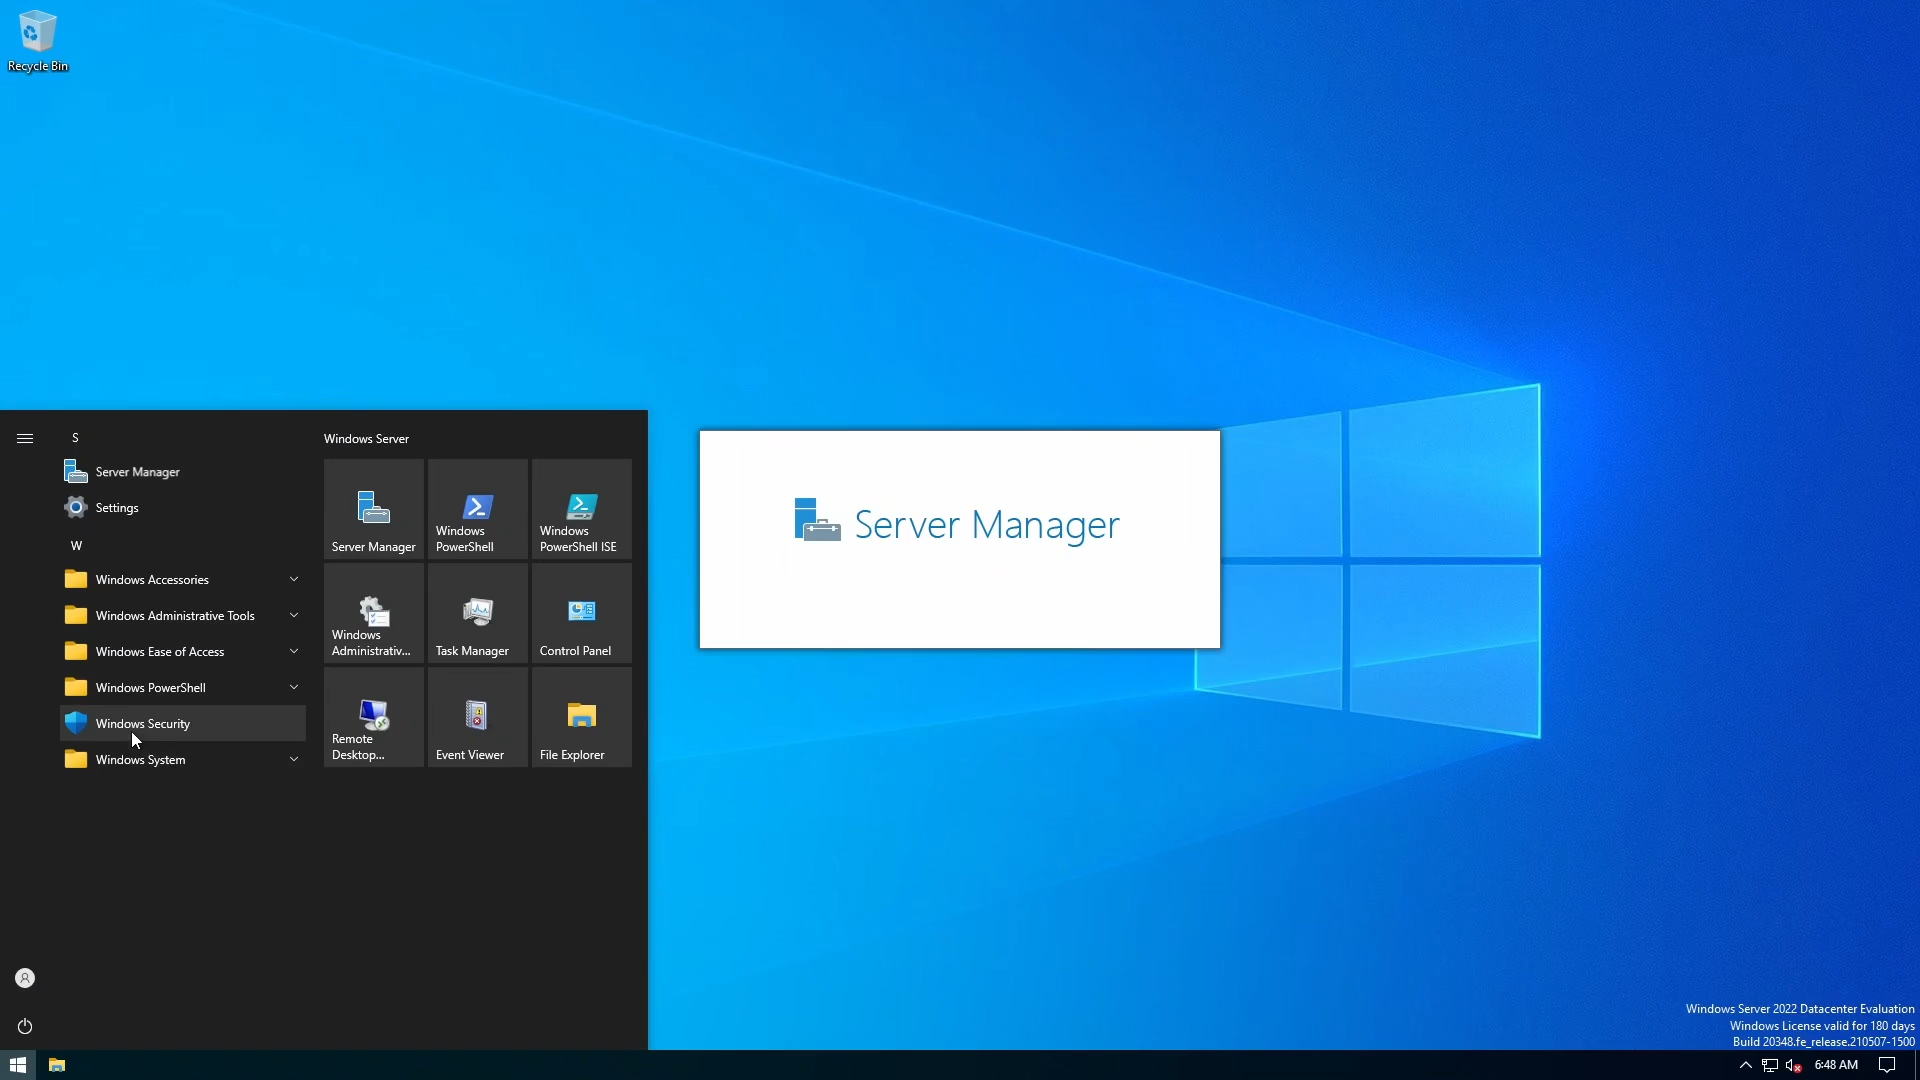 Recycle Bin
S
Server Manager
Settings
W
Windows Accessories
Windows Administrative Tools
Windows Ease of Access
Windows PowerShell
Windows Security
Windows System
Windows Server
Server Manager
Windows
PowerShell
Windows
PowerShell ISE
Windows
Administrativ...
Task Manager
Control Panel
Remote
Desktop...
Event Viewer
File Explorer
Server Manager
Windows Server 2022 Datacenter Evaluation
Windows License valid for 180 days
Build 20348.fe_release.210507-1500
6:48 AM